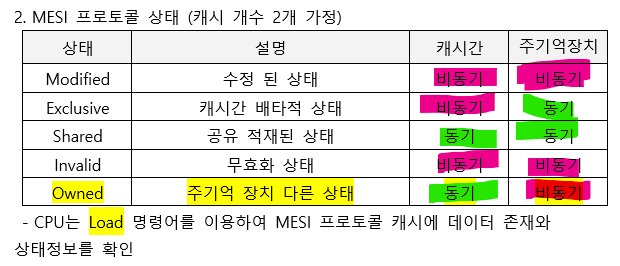 2. MESI 프로토콜 상태 (캐시 개수 2개 가정)
상태 설명 캐시간 주기억장치
Modified 수정 된 상태 비동기 비동기
Exclusive 캐시간 배타적 상태 비동기 동기
Shared 공유 적재된 상태 동기 동기
Invalid 무효화 상태 비동기 비동기
Owned 주기억 장치 다른 상태 동기 비동기
- CPU는 Load 명령어를 이용하여 MESI 프로토콜 캐시에 데이터 존재와
상태정보를 확인